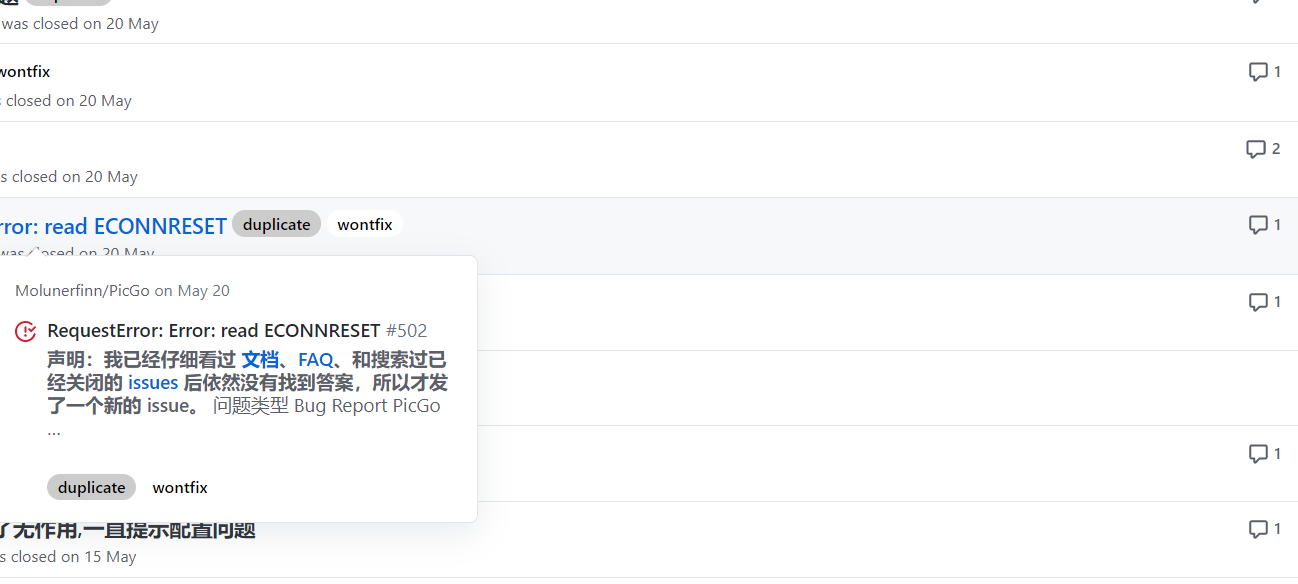 was closed on 20 May
wontfix
1
closed on 20 May
2
s closed on 20 May
rror: read ECONNRESET duplicate wontfix
1
was closed on 20 May
Molunerfinn/PicGo on May 20
1
RequestError: Error: read ECONNRESET #502
声明：我已经仔细看过 文档、FAQ、和搜索过已
经关闭的 issues 后依然没有找到答案，所以才发
了一个新的 issue。 问题类型 Bug Report PicGo
...
1
duplicate wontfix
了无作用,一直提示配置问题
1
s closed on 15 May